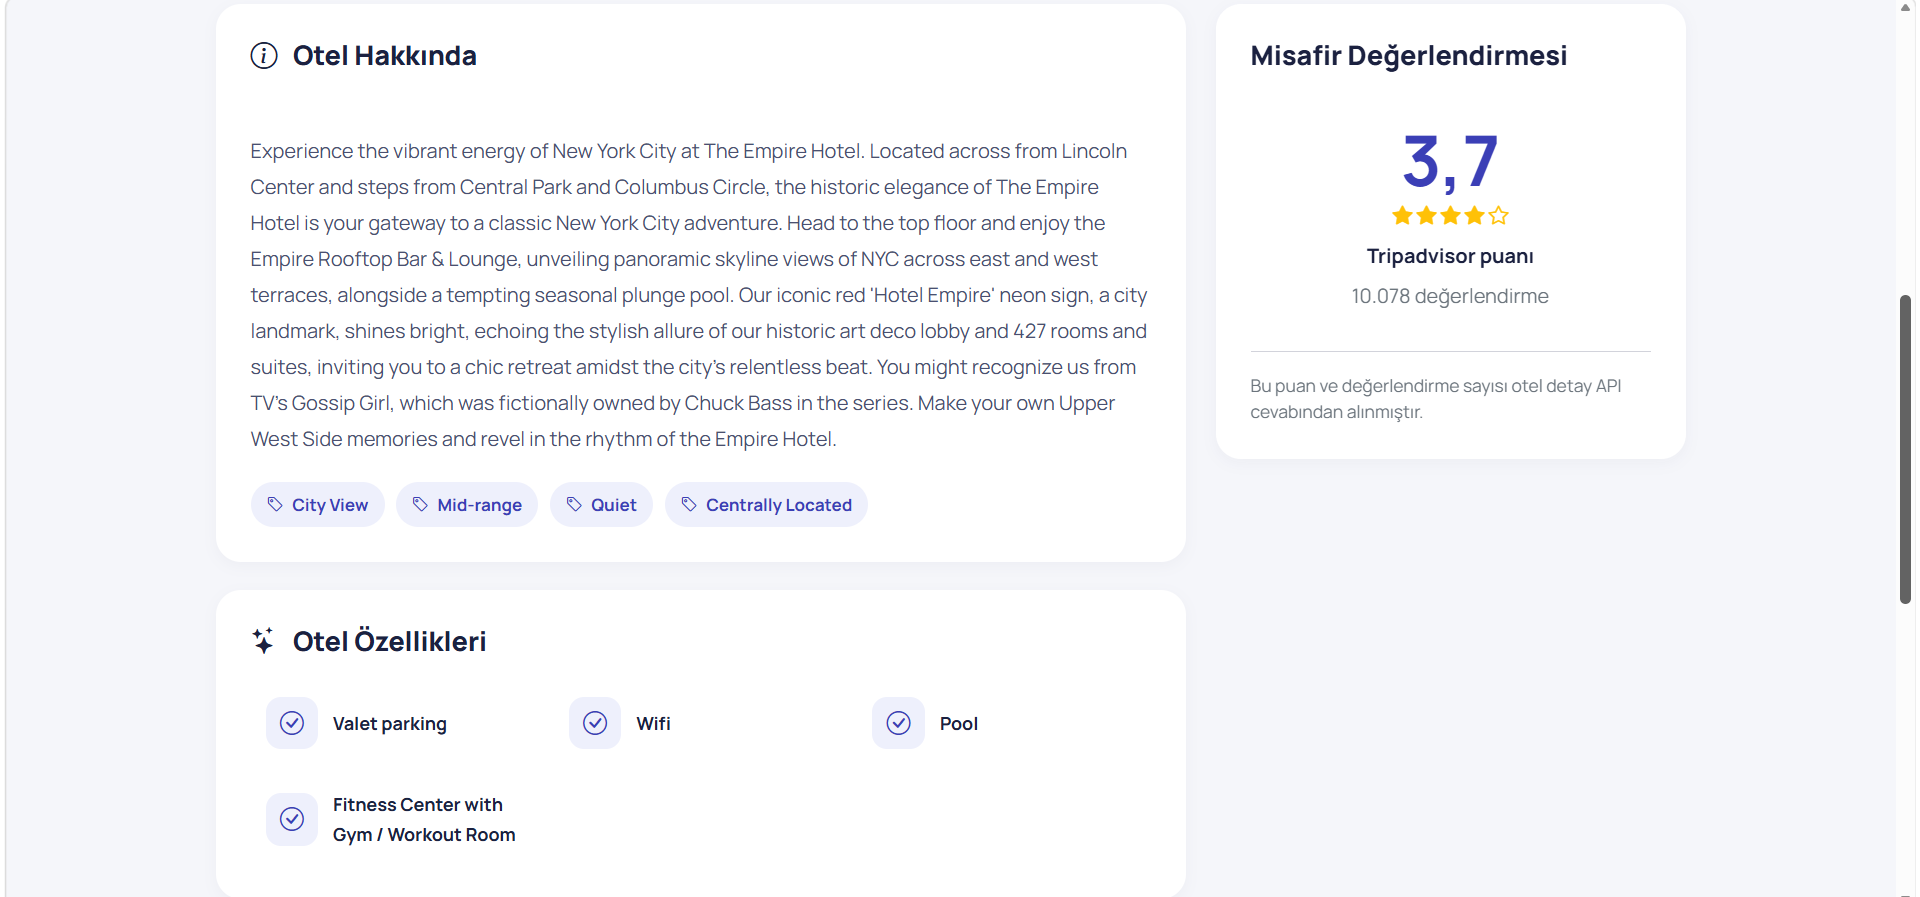 Otel Hakkında
Experience the vibrant energy of New York City at The Empire Hotel. Located across from Lincoln
Center and steps from Central Park and Columbus Circle, the historic elegance of The Empire
Hotel is your gateway to a classic New York City adventure. Head to the top floor and enjoy the
Empire Rooftop Bar & Lounge, unveiling panoramic skyline views of NYC across east and west
terraces, alongside a tempting seasonal plunge pool. Our iconic red 'Hotel Empire' neon sign, a city
landmark, shines bright, echoing the stylish allure of our historic art deco lobby and 427 rooms and
suites, inviting you to a chic retreat amidst the city's relentless beat. You might recognize us from
TV's Gossip Girl, which was fictionally owned by Chuck Bass in the series. Make your own Upper
West Side memories and revel in the rhythm of the Empire Hotel.
City View Mid-range Quiet Centrally Located
Misafir Değerlendirmesi
3,7
Tripadvisor puanı
10.078 değerlendirme
Bu puan ve değerlendirme sayısı otel detay API
cevabından alınmıştır.
Otel Özellikleri
Valet parking Wifi Pool
Fitness Center with
Gym / Workout Room